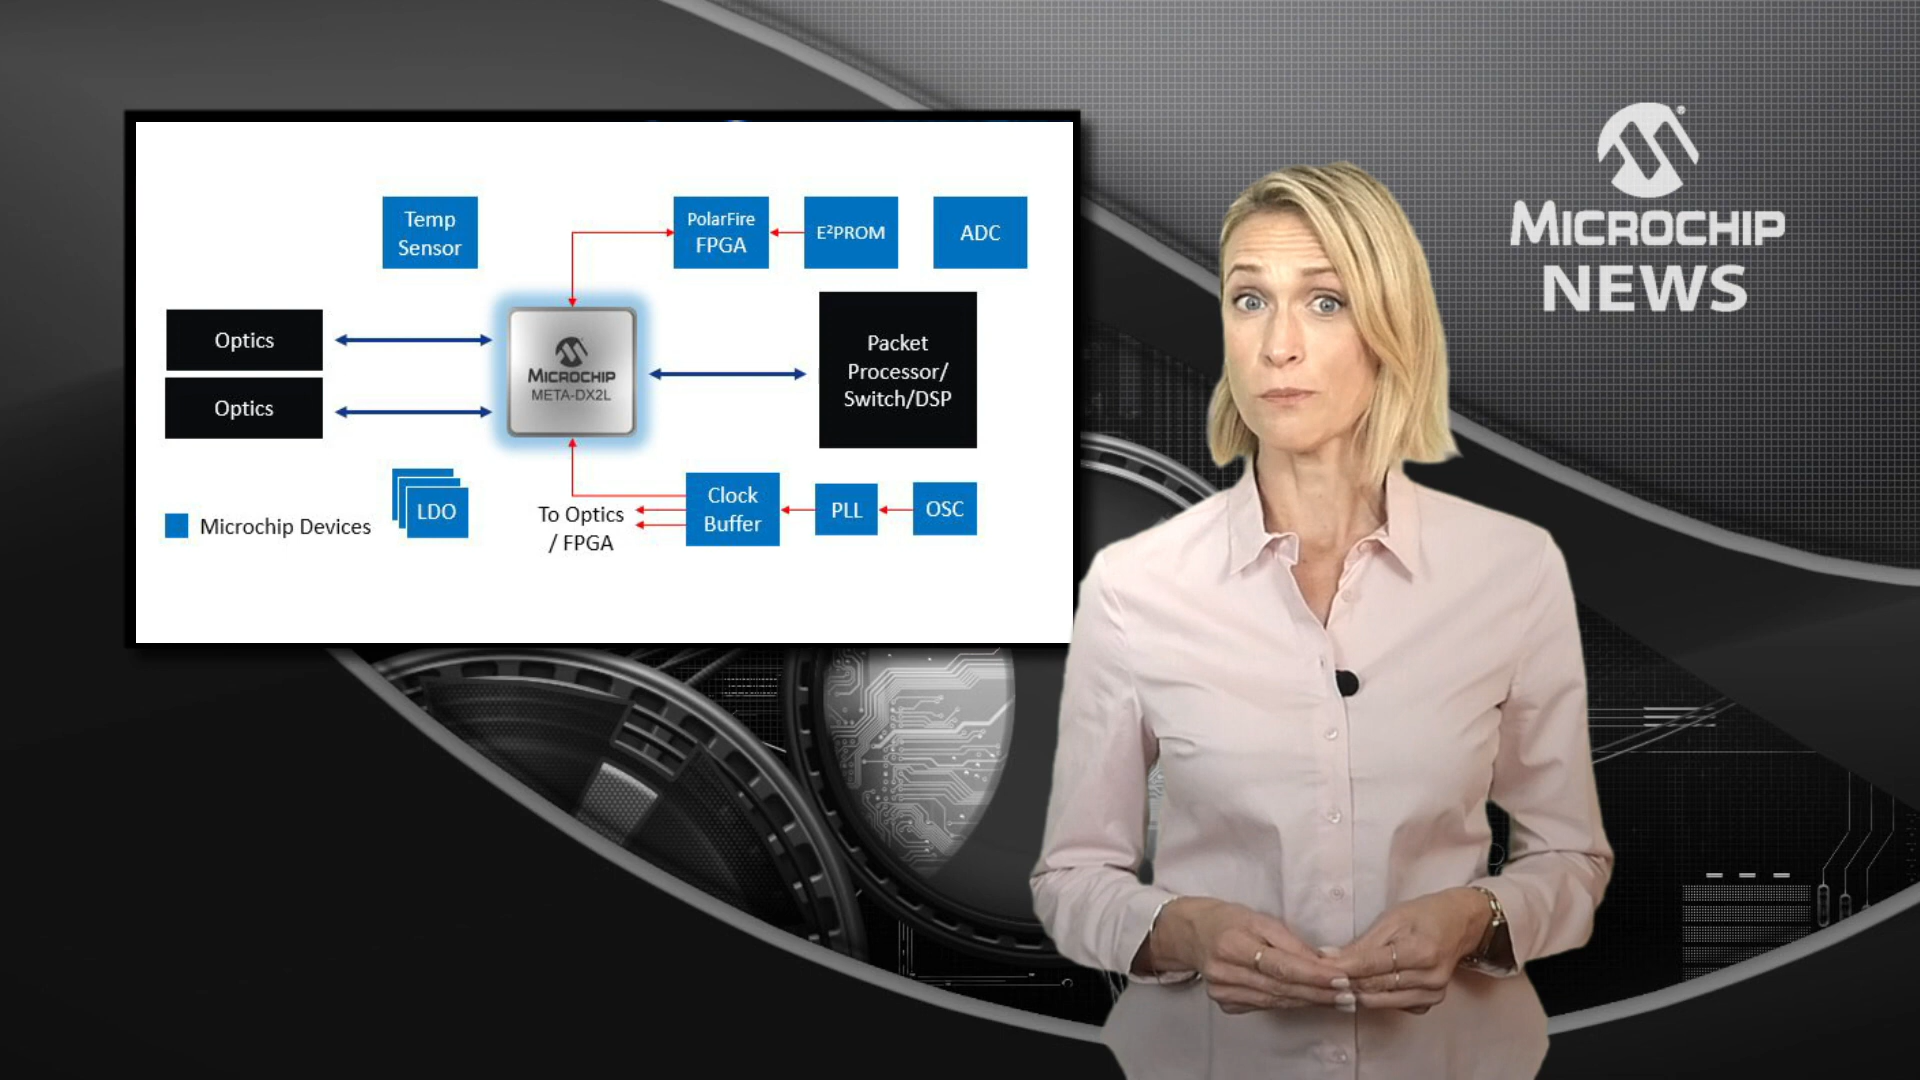 Temp
Sensor
PolarFire
FPGA
E²PROM
ADC
Optics
Optics
MICROCHIP
META-DX2L
Packet
Processor/
Switch/DSP
Microchip Devices
LDO
To Optics
/ FPGA
Clock
Buffer
PLL
OSC
MICROCHIP
NEWS